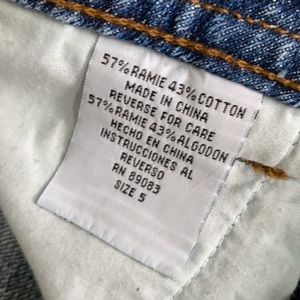 57% RAMIE 43% COTTON
MADE IN CHINA
REVERSE FOR CARE
57% RAMIE 43% ALGODON
HECHO EN CHINA
INSTRUCCIONES AL
REVERSO
RN 89083
SIZE 5